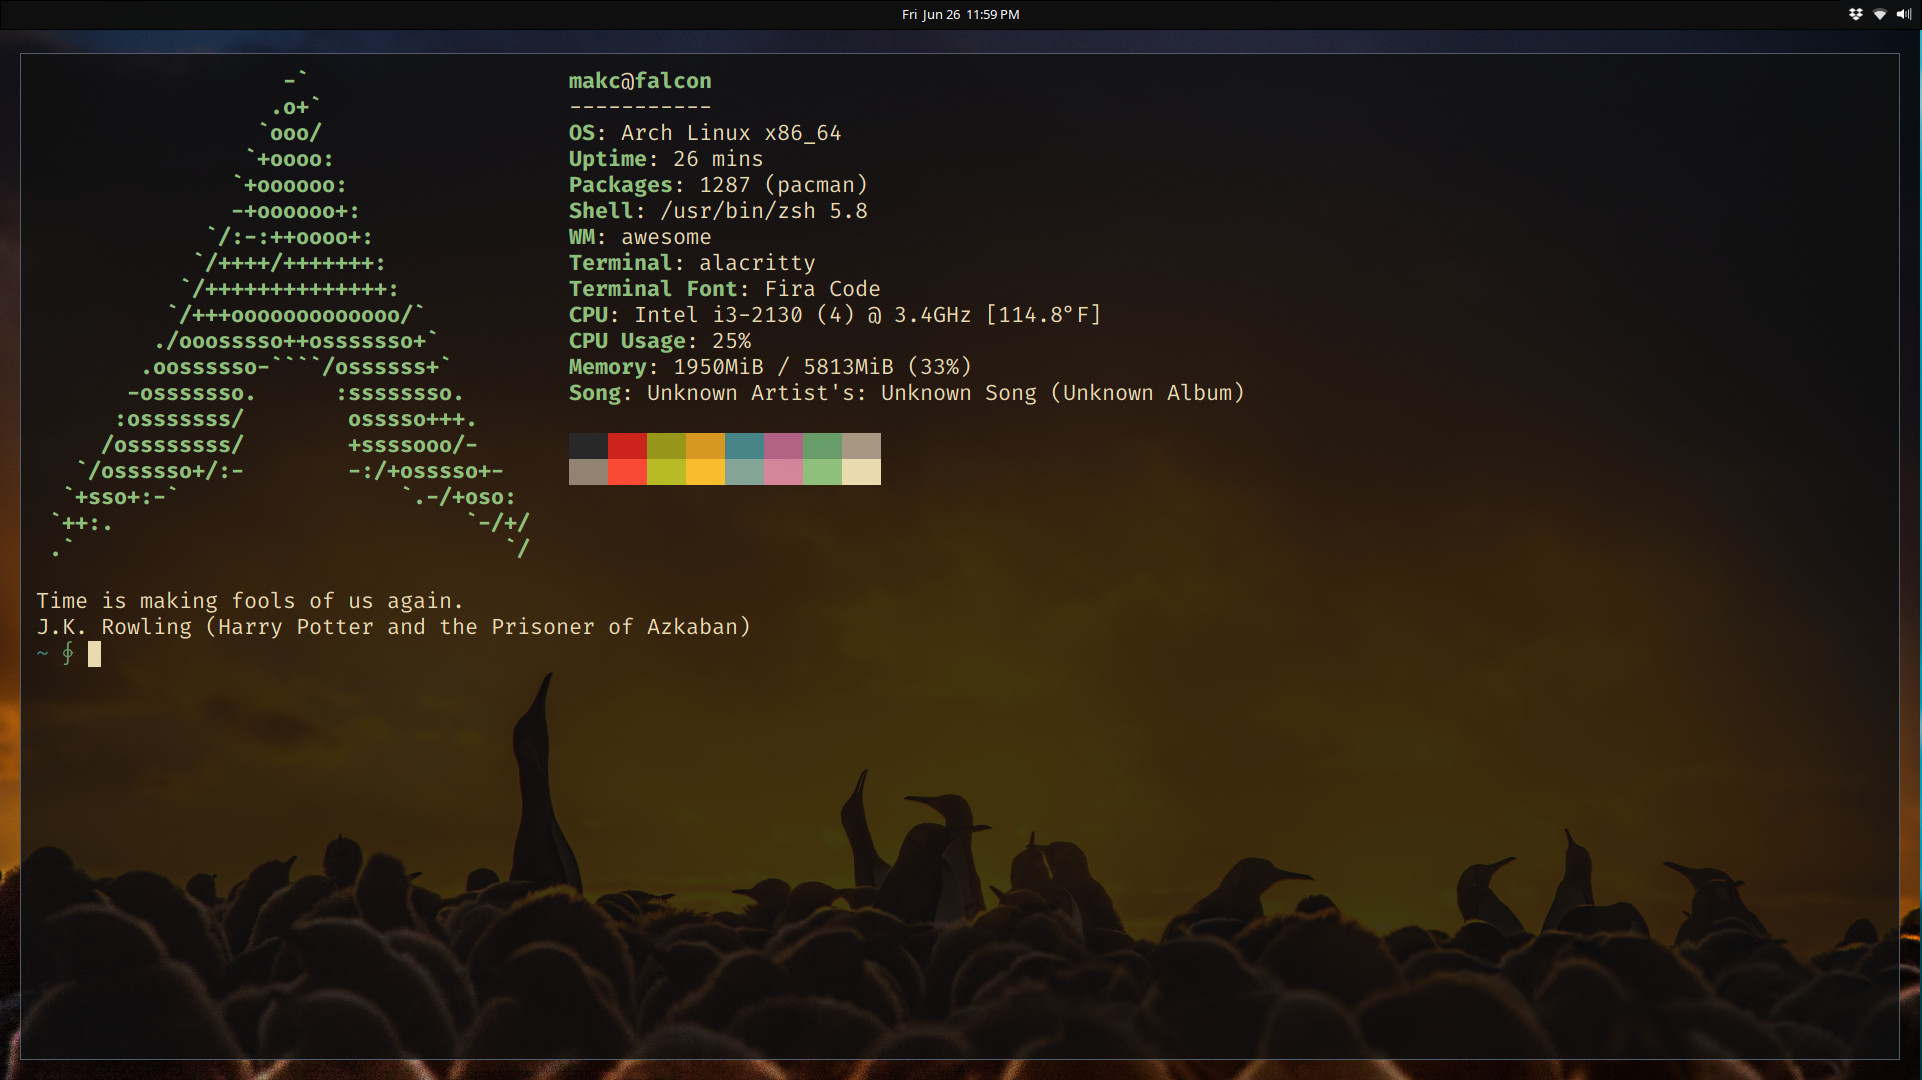 Fri Jun 26 11:59 PM
                   -`
                  .o+`
                 `ooo/
                `+oooo:
               `+oooooo:
               -+oooooo+:
             `/:-:++oooo+:
            `/++++/+++++++:
           `/++++++++++++++:
          `/+++ooooooooooooo/`
         ./ooosssso++osssssso+`
        .oossssso-````/ossssss+`
       -osssssso.      :ssssssso.
      :osssssss/        osssso+++.
     /ossssssss/        +ssssooo/-
   `/ossssso+/:-        -:/+osssso+-
  `+sso+:-`                 `.-/+oso:
 `++:.                           `-/+/
 .`                                 `/
makc@falcon
-----------
OS: Arch Linux x86_64
Uptime: 26 mins
Packages: 1287 (pacman)
Shell: /usr/bin/zsh 5.8
WM: awesome
Terminal: alacritty
Terminal Font: Fira Code
CPU: Intel i3-2130 (4) @ 3.4GHz [114.8°F]
CPU Usage: 25%
Memory: 1950MiB / 5813MiB (33%)
Song: Unknown Artist's: Unknown Song (Unknown Album)
Time is making fools of us again.
J.K. Rowling (Harry Potter and the Prisoner of Azkaban)
~ ∮